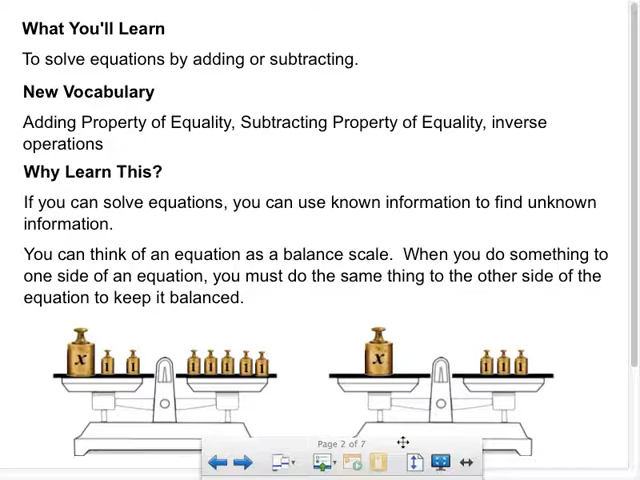 What You'll Learn
To solve equations by adding or subtracting.
New Vocabulary
Adding Property of Equality, Subtracting Property of Equality, inverse
operations
Why Learn This?
If you can solve equations, you can use known information to find unknown
information.
You can think of an equation as a balance scale.  When you do something to
one side of an equation, you must do the same thing to the other side of the
equation to keep it balanced.
x 1 1 1 1 1 1 1 x 1 1 1
Page 2 of 7